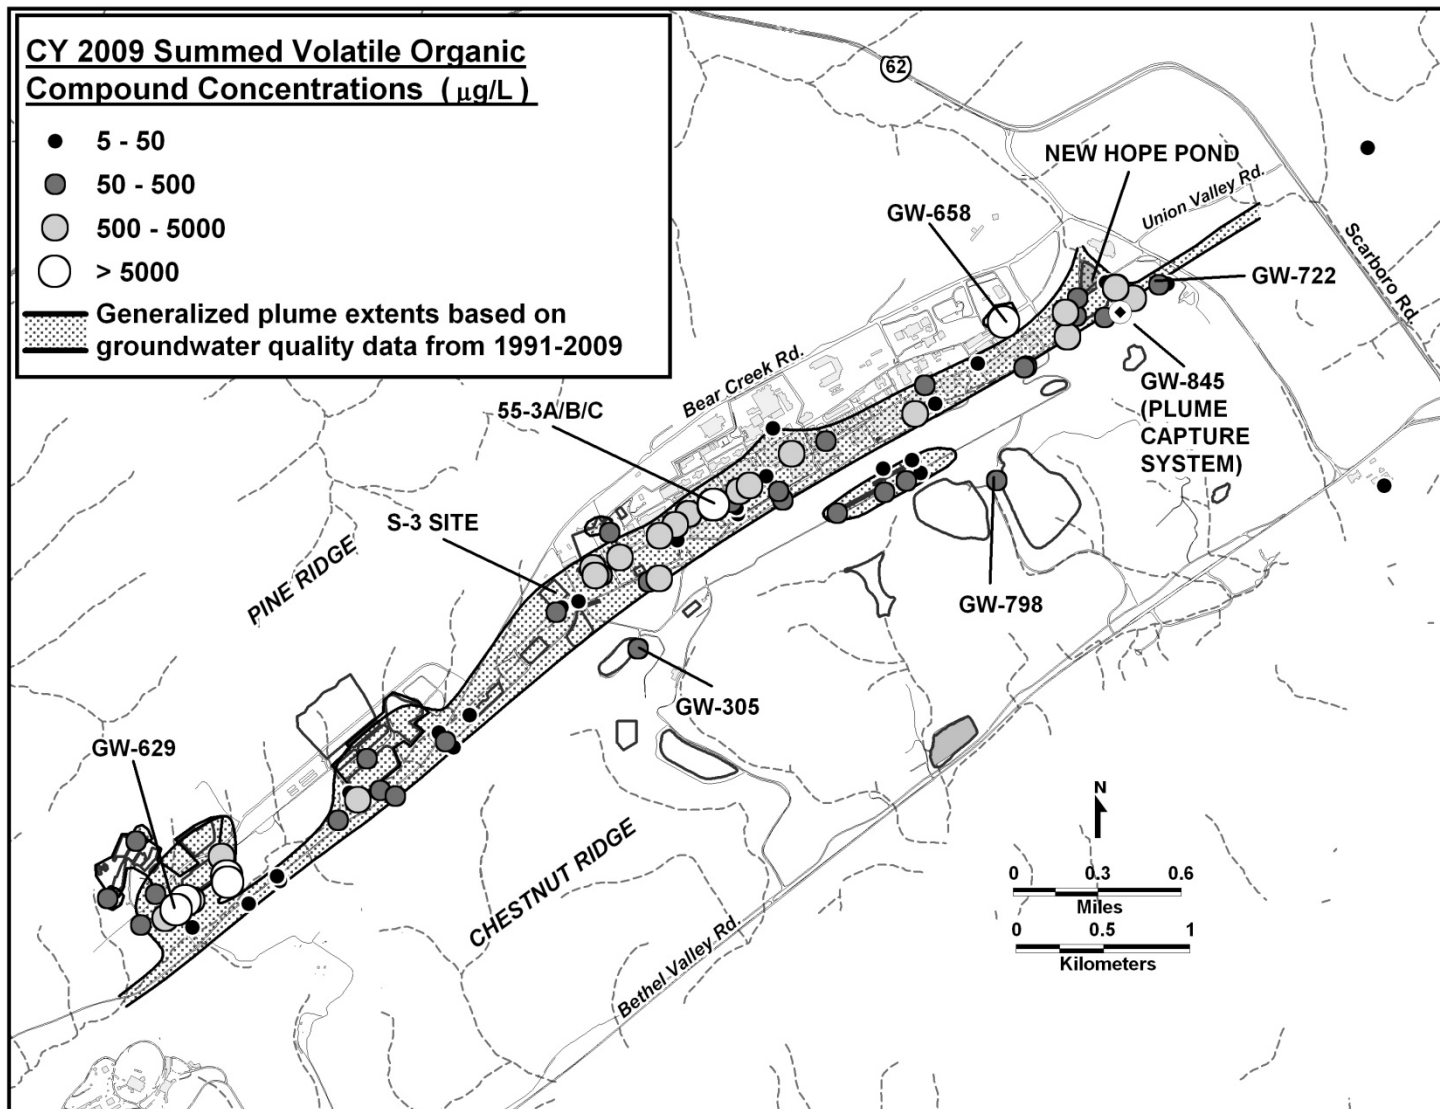 CY 2009 Summed Volatile Organic
Compound Concentrations (µg/L)
5 - 50
50 - 500
500 - 5000
> 5000
Generalized plume extents based on
groundwater quality data from 1991-2009
62
NEW HOPE POND
Union Valley Rd.
GW-658
Scarboro Rd.
GW-722
Bear Creek Rd.
GW-845
(PLUME
CAPTURE
SYSTEM)
55-3A/B/C
S-3 SITE
PINE RIDGE
GW-798
GW-305
GW-629
CHESTNUT RIDGE
Bethel Valley Rd.
N
0 0.3 0.6
Miles
0 0.5 1
Kilometers